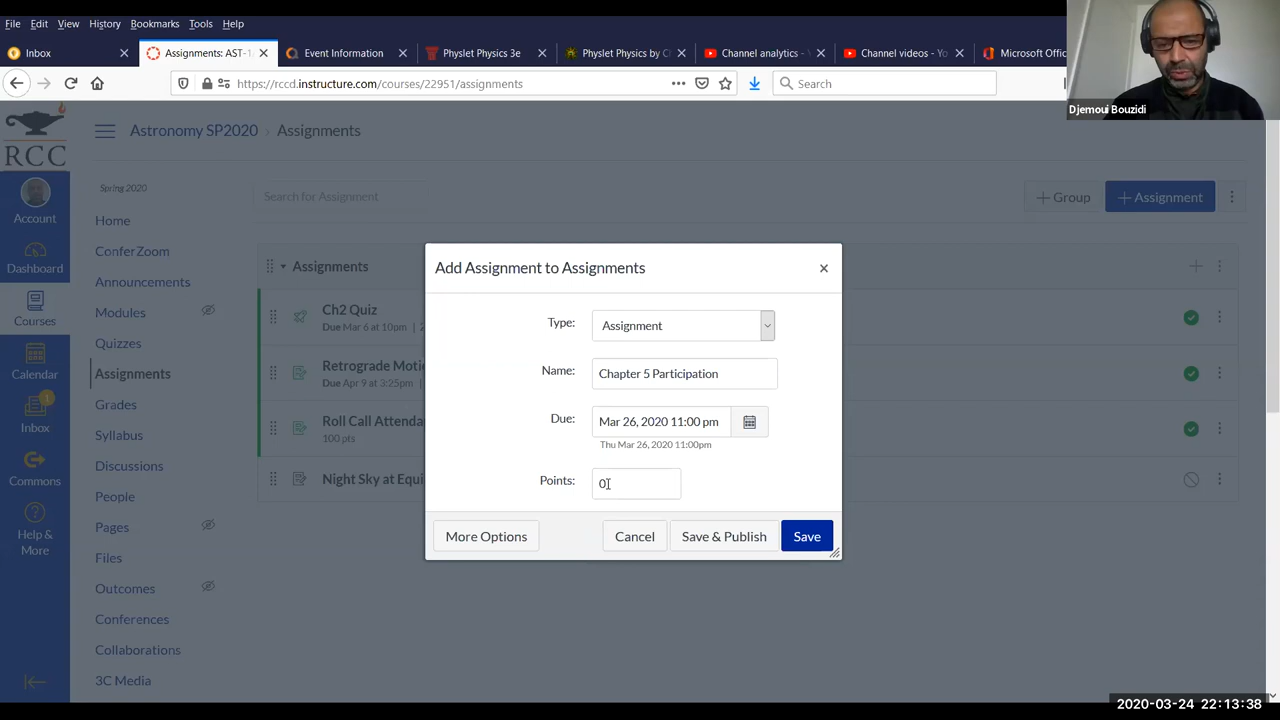 File Edit View History Bookmarks Tools Help
Inbox
Assignments: AST-1
Event Information
Physlet Physics 3e
Physlet Physics by C
Channel analytics -
Channel videos - Yo
Microsoft Offic
https://rccd.instructure.com/courses/22951/assignments
Search
Djemoui Bouzidi
RCC
Account
Dashboard
Courses
Calendar
1
Inbox
Commons
Help &
More
Astronomy SP2020 › Assignments
Spring 2020
Home
ConferZoom
Announcements
Modules
Quizzes
Assignments
Grades
Syllabus
Discussions
People
Pages
Files
Outcomes
Conferences
Collaborations
3C Media
Search for Assignment
+ Group
+ Assignment
Assignments
Ch2 Quiz
Due Mar 6 at 10pm | 2
Retrograde Moti
Due Apr 9 at 3:25pm |
Roll Call Attenda
100 pts
Night Sky at Equi
Add Assignment to Assignments
Type: Assignment
Name: Chapter 5 Participation
Due: Mar 26, 2020 11:00 pm
Thu Mar 26, 2020 11:00pm
Points: 0
More Options
Cancel
Save & Publish
Save
2020-03-24 22:13:38